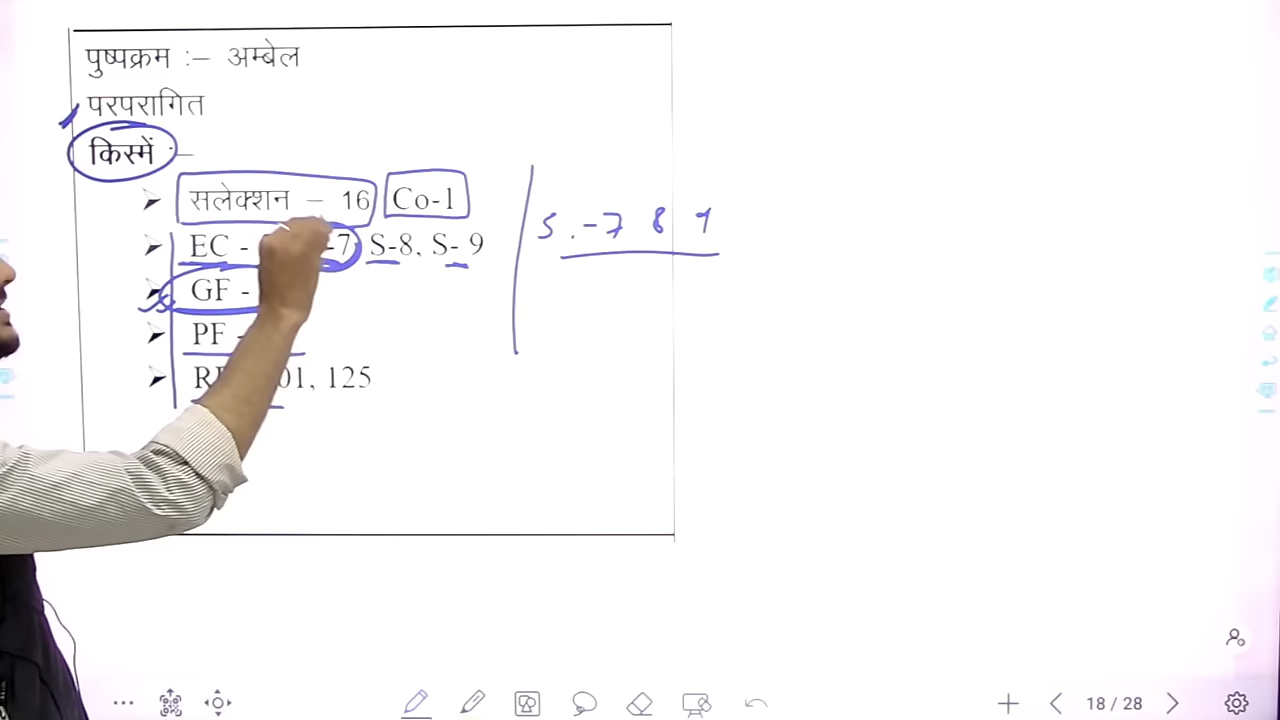 पुष्पक्रम :– अम्बेल
परपरागित
किस्में :–
सलेक्शन – 16 Co-1
EC - -7, S-8, S- 9
S.-7 8 9
GF -
PF -
01, 125
18 / 28